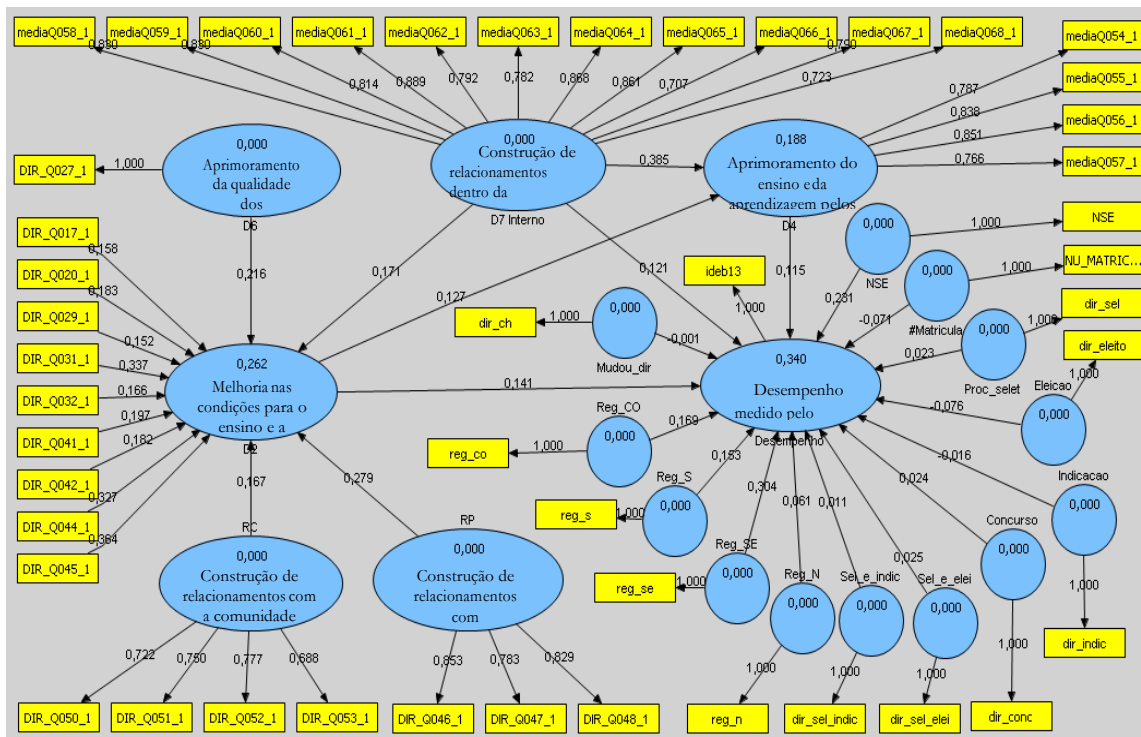 mediaQ058_1 mediaQ059_1 mediaQ060_1 mediaQ061_1 mediaQ062_1 mediaQ063_1 mediaQ064_1 mediaQ065_1 mediaQ066_1 mediaQ067_1 mediaQ068_1
mediaQ054_1
mediaQ055_1
mediaQ056_1
mediaQ057_1
0,814 0,889 0,792 0,782 0,868 0,861 0,707 0,723
0,787
0,838
0,851
0,766
0,000
Aprimoramento
da qualidade
dos
D6
1,000
DIR_Q027_1
0,000
Construção de
relacionamentos
dentro da
D7 Interno
0,385
0,188
Aprimoramento do
ensino e da
aprendizagem pelos
D4
0,216
0,171
0,127
0,121
0,115
DIR_Q017_1
0,158
DIR_Q020_1
0,183
DIR_Q029_1
0,152
DIR_Q031_1
0,337
DIR_Q032_1
0,166
DIR_Q041_1
0,197
DIR_Q042_1
0,182
DIR_Q044_1
0,327
DIR_Q045_1
0,364
0,262
Melhoria nas
condições para o
ensino e a
D2
0,141
ideb13
1,000
dir_ch
1,000
0,000
Mudou_dir
-0,001
0,000
NSE
1,000
NSE
0,231
0,000
#Matricula
1,000
NU_MATRIC...
-0,071
0,000
Proc_selet
dir_sel
0,023
dir_eleito
1,000
Eleicao
0,000
-0,076
0,340
Desempenho
medido pelo
Desempenho
Reg_CO
0,000
0,169
1,000
reg_co
Reg_S
0,000
0,153
1,000
reg_s
Reg_SE
0,000
0,304
1,000
reg_se
Reg_N
0,000
0,061
1,000
reg_n
Sel_e_indic
0,000
0,011
1,000
dir_sel_indic
Sel_e_elei
0,000
0,025
1,000
dir_sel_elei
Concurso
0,000
0,024
1,000
dir_conc
Indicacao
0,000
-0,016
1,000
dir_indic
0,167
0,279
RC
0,000
Construção de
relacionamentos com
a comunidade
0,722 0,750 0,777 0,688
DIR_Q050_1 DIR_Q051_1 DIR_Q052_1 DIR_Q053_1
RP
0,000
Construção de
relacionamentos
com
0,853 0,783 0,829
DIR_Q046_1 DIR_Q047_1 DIR_Q048_1